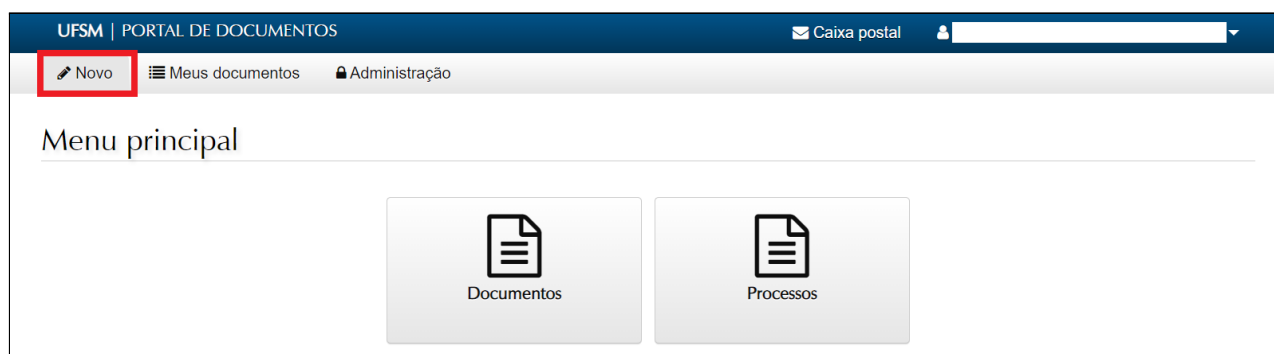 UFSM | PORTAL DE DOCUMENTOS Caixa postal
Novo Meus documentos Administração
Menu principal
Documentos Processos